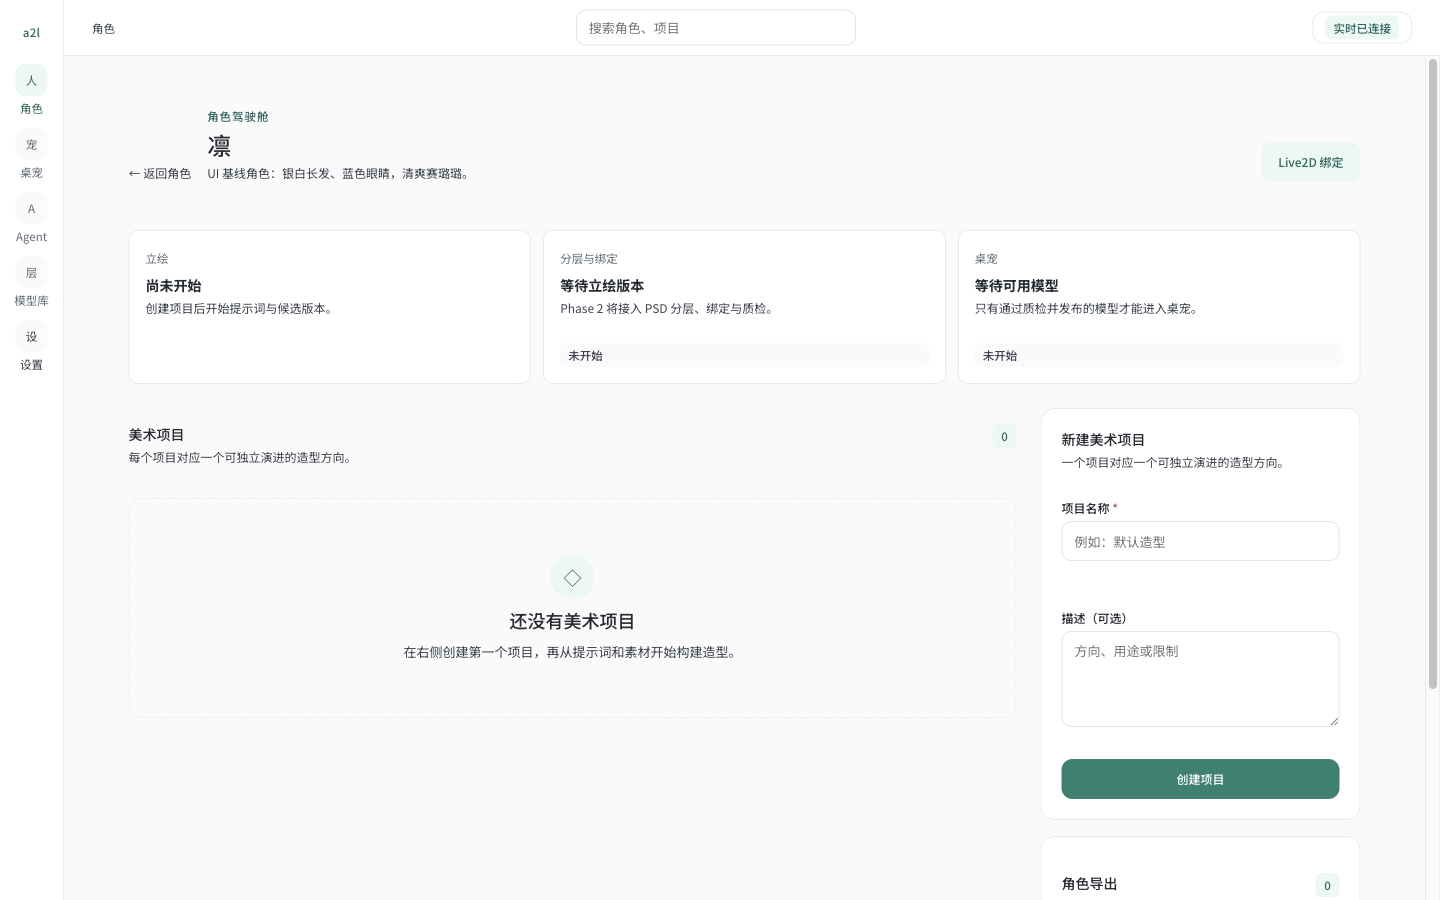 a2l
人
角色
宠
桌宠
A
Agent
层
模型库
设
设置
角色
搜索角色、项目
实时已连接
角色驾驶舱
凛
← 返回角色
UI 基线角色：银白长发、蓝色眼睛，清爽赛璐璐。
Live2D 绑定
立绘
尚未开始
创建项目后开始提示词与候选版本。
分层与绑定
等待立绘版本
Phase 2 将接入 PSD 分层、绑定与质检。
未开始
桌宠
等待可用模型
只有通过质检并发布的模型才能进入桌宠。
未开始
美术项目
0
每个项目对应一个可独立演进的造型方向。
还没有美术项目
在右侧创建第一个项目，再从提示词和素材开始构建造型。
新建美术项目
一个项目对应一个可独立演进的造型方向。
项目名称 *
例如：默认造型
描述（可选）
方向、用途或限制
创建项目
角色导出
0